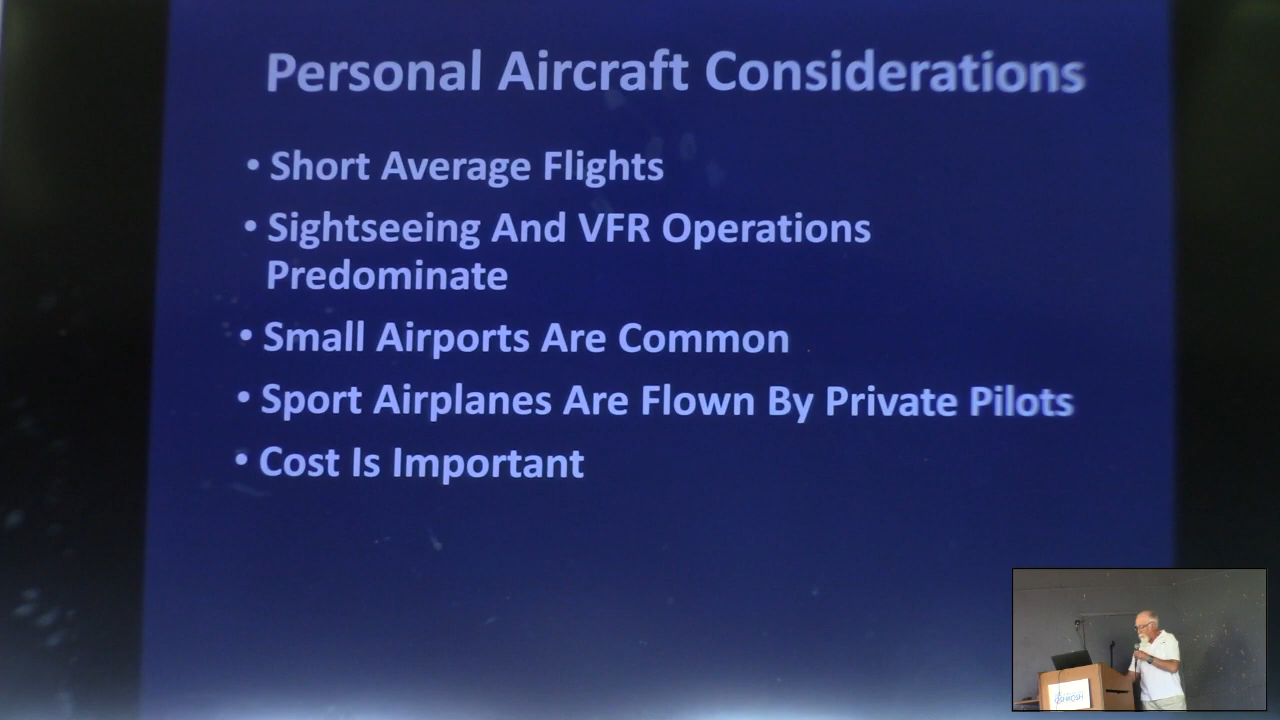 Personal Aircraft Considerations
• Short Average Flights
• Sightseeing And VFR Operations
Predominate
• Small Airports Are Common
• Sport Airplanes Are Flown By Private Pilots
• Cost Is Important